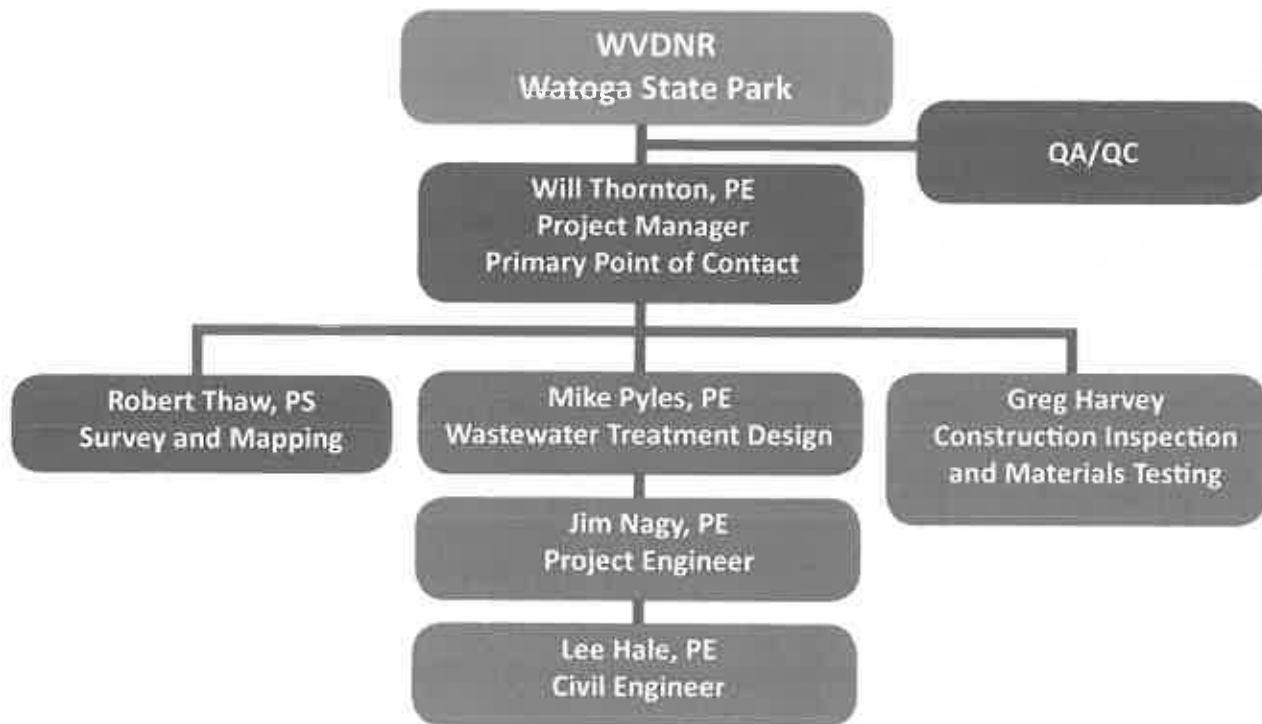 WVDNR
Watoga State Park
QA/QC
Will Thornton, PE
Project Manager
Primary Point of Contact
Robert Thaw, PS
Survey and Mapping
Mike Pyles, PE
Wastewater Treatment Design
Greg Harvey
Construction Inspection
and Materials Testing
Jim Nagy, PE
Project Engineer
Lee Hale, PE
Civil Engineer